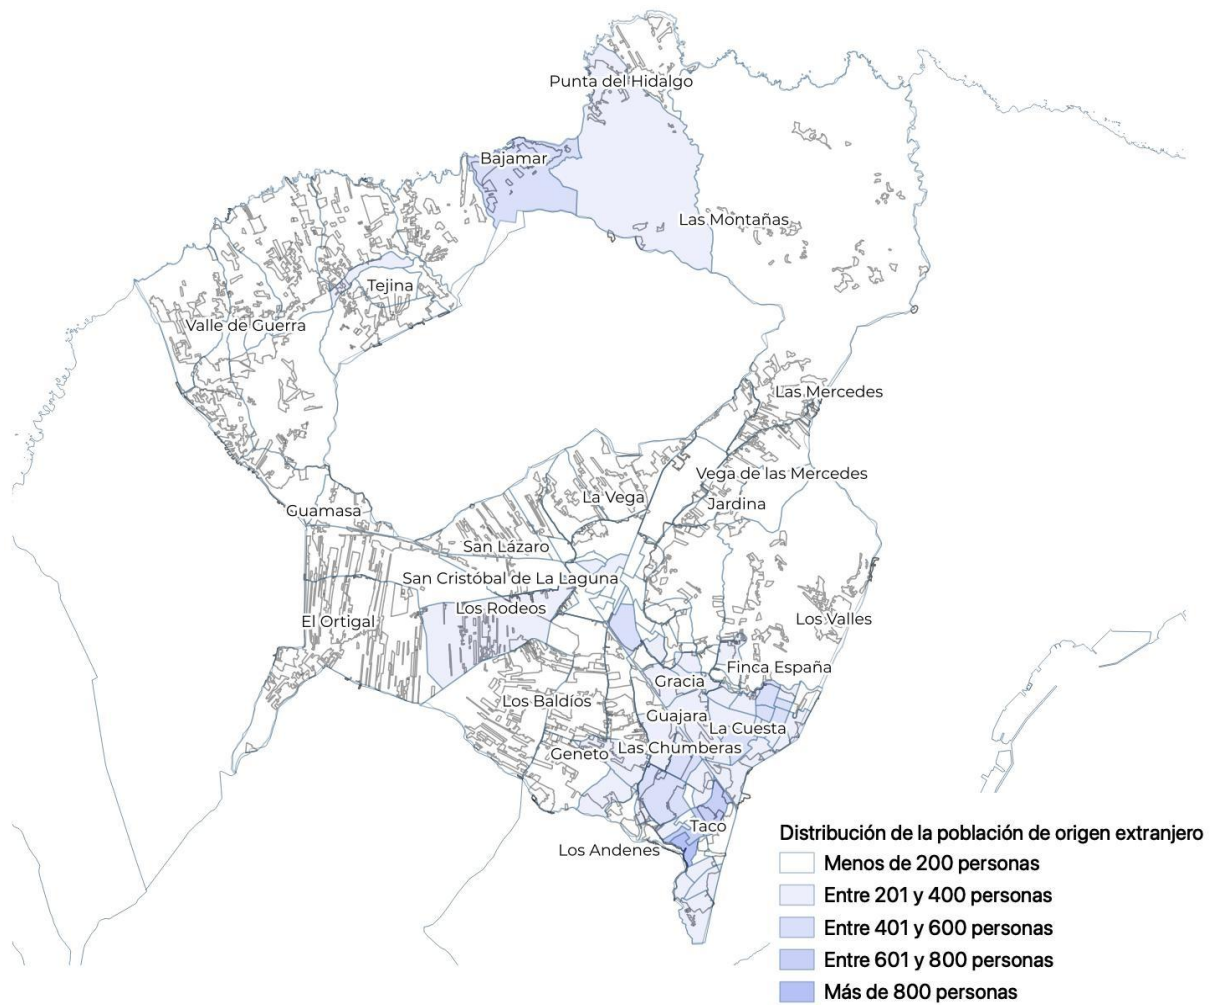 Punta del Hidalgo
Bajamar
Las Montañas
Tejina
Valle de Guerra
Las Mercedes
Vega de las Mercedes
La Vega
Jardina
Guamasa
San Lázaro
San Cristóbal de La Laguna
Los Rodeos
El Ortigal
Los Valles
Finca España
Gracia
Los Baldíos
Guajara
La Cuesta
Las Chumberas
Geneto
Taco
Los Andenes
Distribución de la población de origen extranjero
Menos de 200 personas
Entre 201 y 400 personas
Entre 401 y 600 personas
Entre 601 y 800 personas
Más de 800 personas